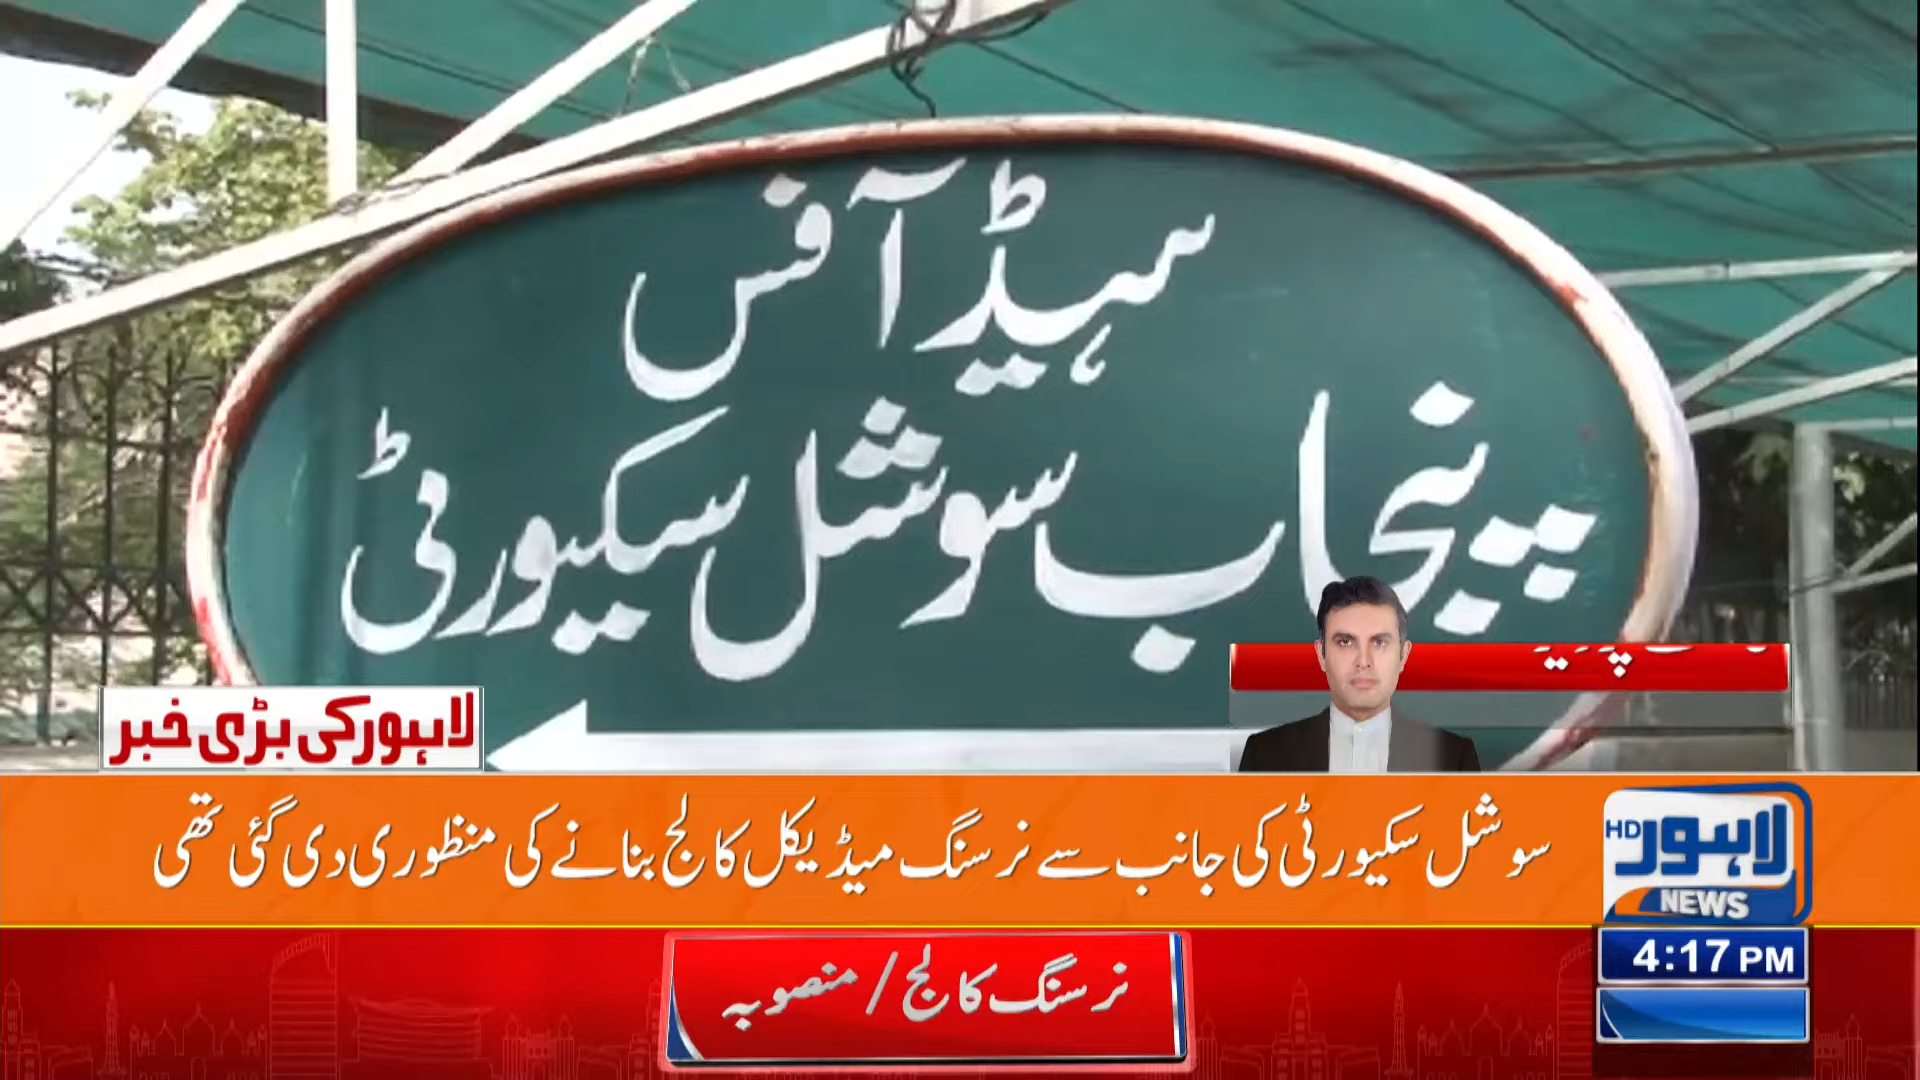 ہیڈ آفس
پنجاب سوشل سکیورٹی
لاہور کی بڑی خبر
سوشل سکیورٹی کی جانب سے نرسنگ میڈیکل کالج بنانے کی منظوری دی گئی تھی
لاہور HD
NEWS
4:17 PM
نرسنگ کالج / منصوبہ